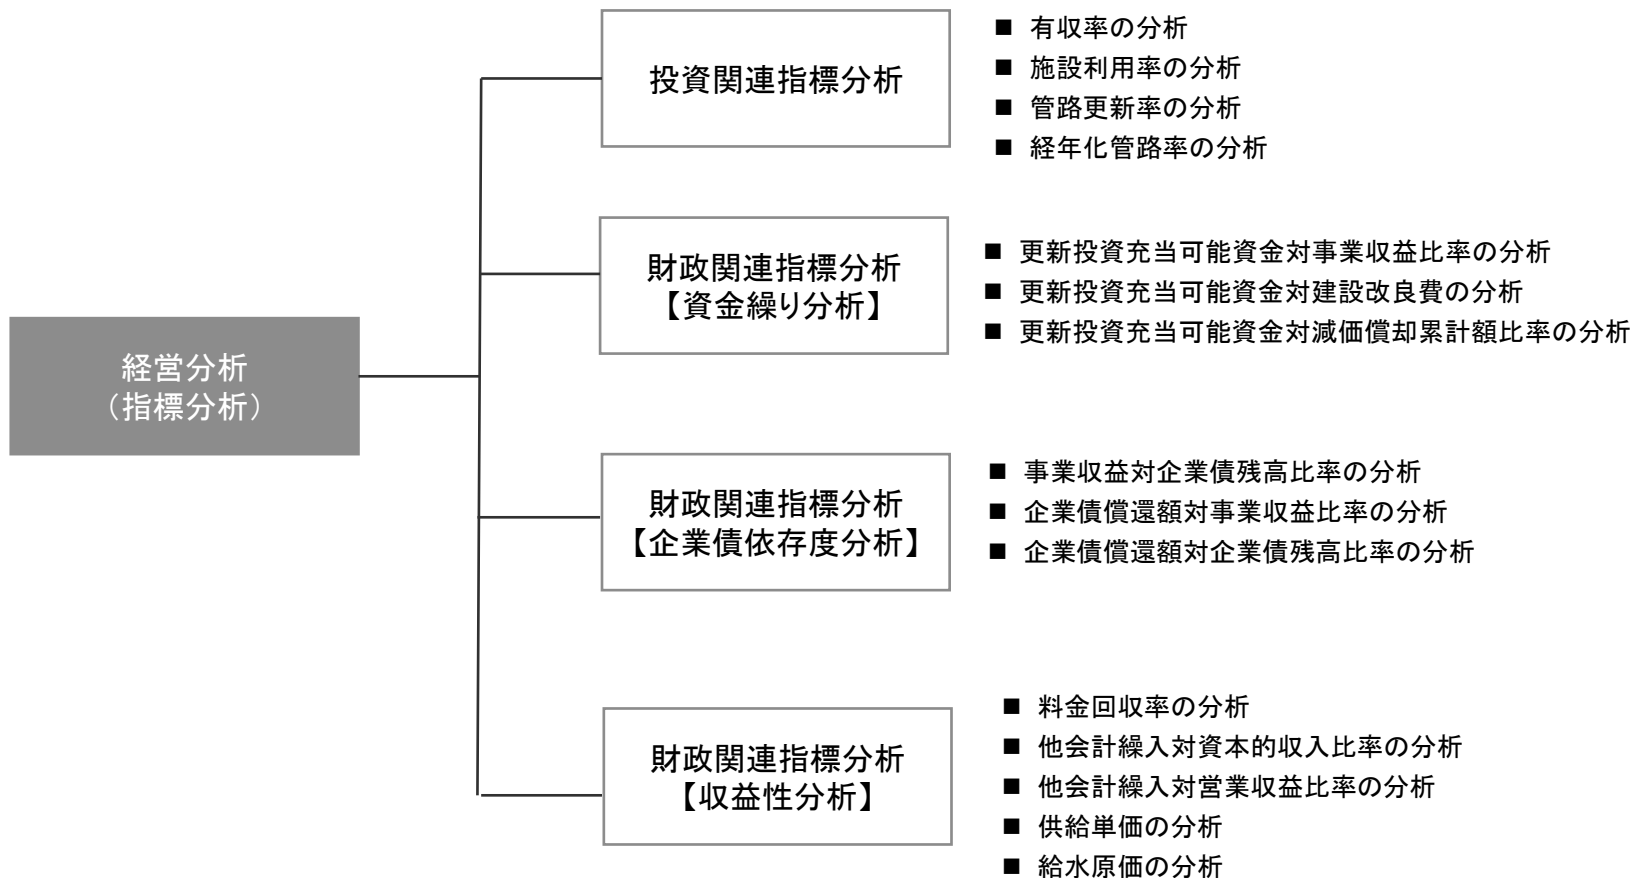 投資関連指標分析
■ 有収率の分析
■ 施設利用率の分析
■ 管路更新率の分析
■ 経年化管路率の分析
財政関連指標分析
【資金繰り分析】
■ 更新投資充当可能資金対事業収益比率の分析
■ 更新投資充当可能資金対建設改良費の分析
■ 更新投資充当可能資金対減価償却累計額比率の分析
経営分析
（指標分析）
財政関連指標分析
【企業債依存度分析】
■ 事業収益対企業債残高比率の分析
■ 企業債償還額対事業収益比率の分析
■ 企業債償還額対企業債残高比率の分析
財政関連指標分析
【収益性分析】
■ 料金回収率の分析
■ 他会計繰入対資本的収入比率の分析
■ 他会計繰入対営業収益比率の分析
■ 供給単価の分析
■ 給水原価の分析